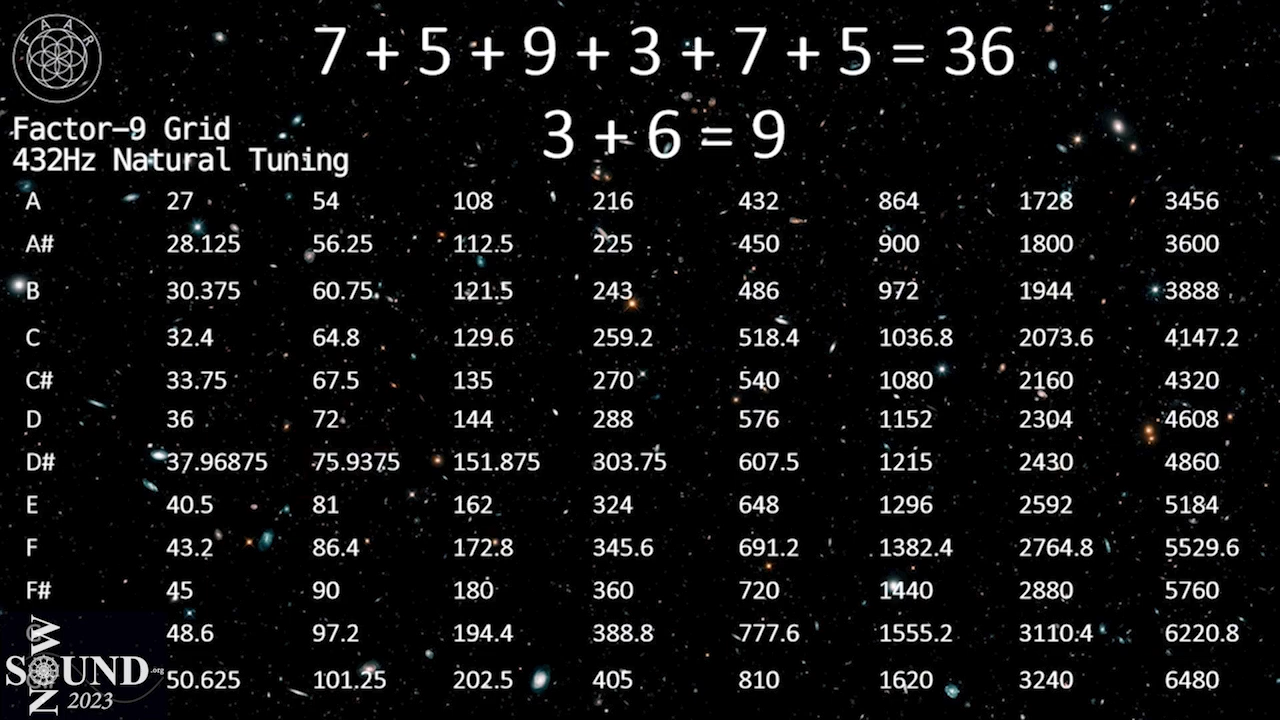 FAAR
7 + 5 + 9 + 3 + 7 + 5 = 36
3 + 6 = 9
Factor-9 Grid
432Hz Natural Tuning
A 27 54 108 216 432 864 1728 3456
A# 28.125 56.25 112.5 225 450 900 1800 3600
B 30.375 60.75 121.5 243 486 972 1944 3888
C 32.4 64.8 129.6 259.2 518.4 1036.8 2073.6 4147.2
C# 33.75 67.5 135 270 540 1080 2160 4320
D 36 72 144 288 576 1152 2304 4608
D# 37.96875 75.9375 151.875 303.75 607.5 1215 2430 4860
E 40.5 81 162 324 648 1296 2592 5184
F 43.2 86.4 172.8 345.6 691.2 1382.4 2764.8 5529.6
F# 45 90 180 360 720 1440 2880 5760
48.6 97.2 194.4 388.8 777.6 1555.2 3110.4 6220.8
50.625 101.25 202.5 405 810 1620 3240 6480
NEW
SOUND.org
2023